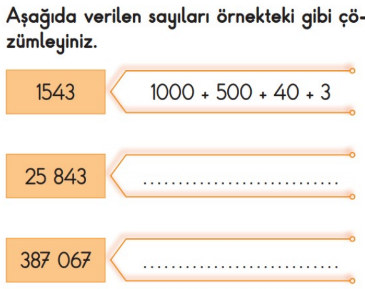 Aşağıda verilen sayıları örnekteki gibi çö-
zümleyiniz.
1543 1000 + 500 + 40 + 3
25 843 ..............................
387 067 ..............................